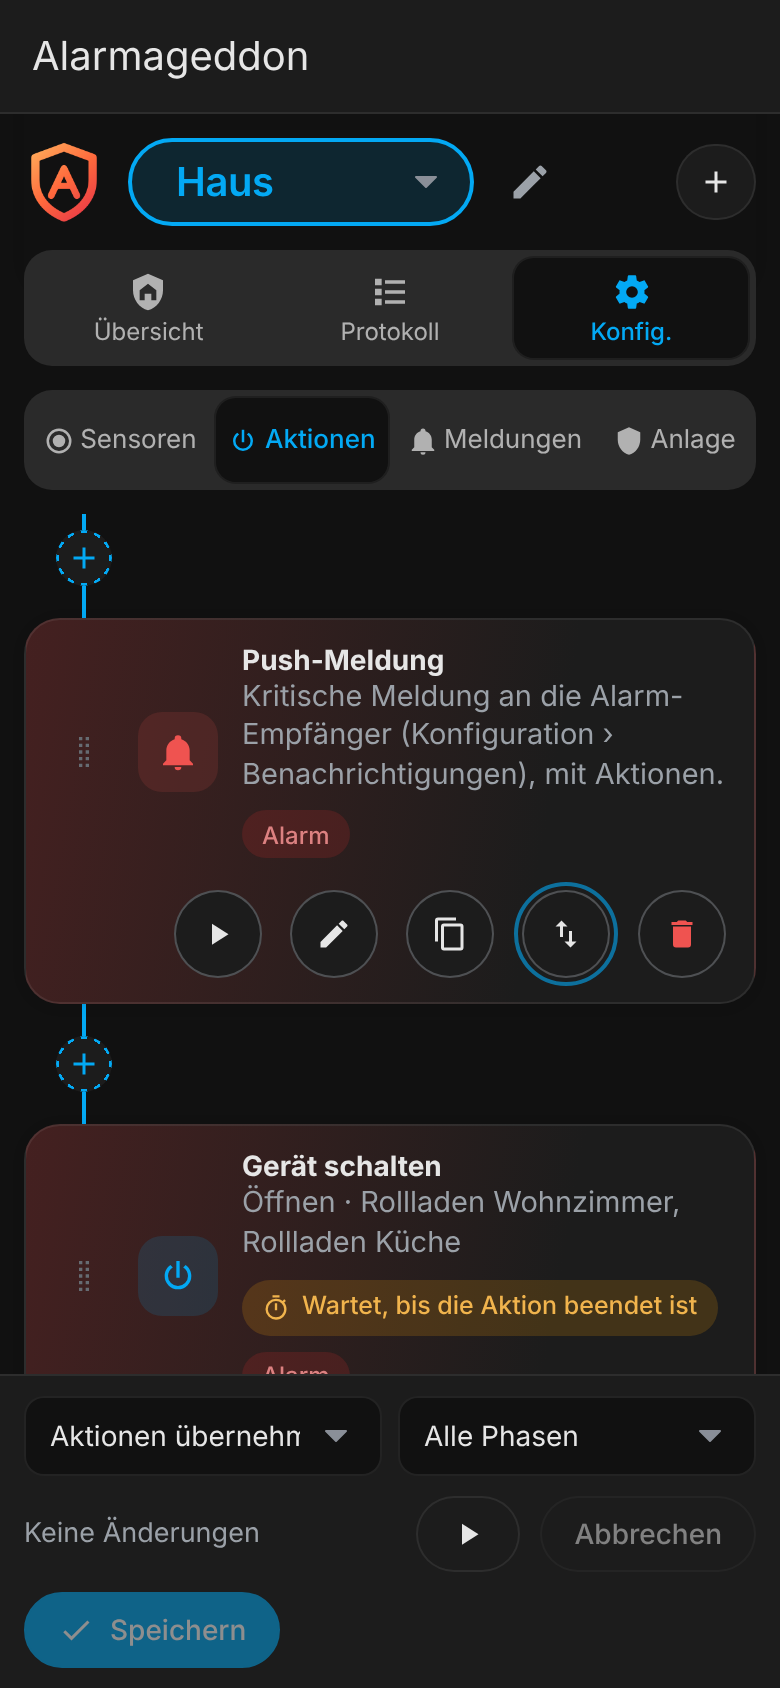 Alarmageddon
Haus
Übersicht
Protokoll
Konfig.
Sensoren
Aktionen
Meldungen
Anlage
Push-Meldung
Kritische Meldung an die Alarm-
Empfänger (Konfiguration ›
Benachrichtigungen), mit Aktionen.
Alarm
Gerät schalten
Öffnen · Rollladen Wohnzimmer,
Rollladen Küche
Wartet, bis die Aktion beendet ist
Alarm
Aktionen übernehm
Alle Phasen
Keine Änderungen
Abbrechen
Speichern